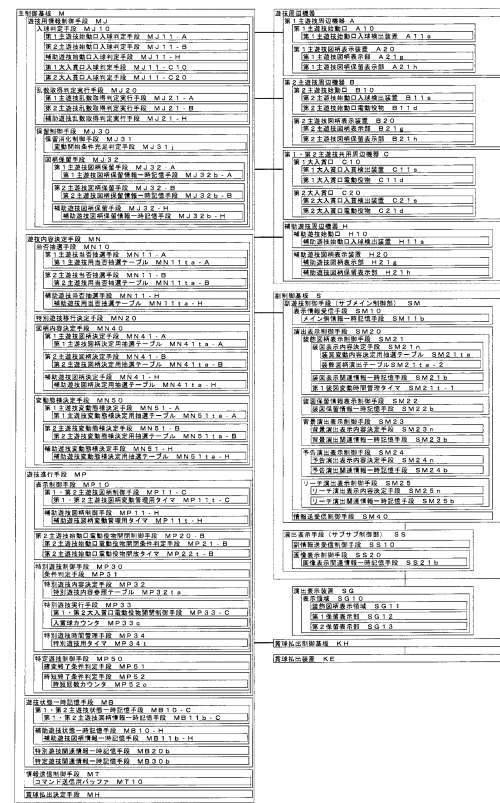 主制御基板 M
遊技用情報制御手段 MJ
入球判定手段 MJ10
第1主遊技始動口入球判定手段 MJ11-A
第2主遊技始動口入球判定手段 MJ11-B
補助遊技始動口入球判定手段 MJ11-H
第1大入賞口入球判定手段 MJ11-C10
第2大入賞口入球判定手段 MJ11-C20
乱数取得判定実行手段 MJ20
第1主遊技乱数取得判定実行手段 MJ21-A
第2主遊技乱数取得判定実行手段 MJ21-B
補助遊技乱数取得判定実行手段 MJ21-H
保留制御手段 MJ30
保留消化制御手段 MJ31
変動開始条件充足判定手段 MJ31j
図柄保留手段 MJ32
第1主遊技図柄保留手段 MJ32-A
第1主遊技図柄保留情報一時記憶手段 MJ32b-A
第2主遊技図柄保留手段 MJ32-B
第2主遊技図柄保留情報一時記憶手段 MJ32b-B
補助遊技図柄保留手段 MJ32-H
補助遊技図柄保留情報一時記憶手段 MJ32b-H
遊技内容決定手段 MN
当否抽選手段 MN10
第1主遊技当否抽選手段 MN11-A
第1主遊技用当否抽選テーブル MN11ta-A
第2主遊技当否抽選手段 MN11-B
第2主遊技用当否抽選テーブル MN11ta-B
補助遊技当否抽選手段 MN11-H
補助遊技用当否抽選テーブル MN11ta-H
特別遊技移行決定手段 MN20
図柄内容決定手段 MN40
第1主遊技図柄決定手段 MN41-A
第1主遊技図柄決定用抽選テーブル MN41ta-A
第2主遊技図柄決定手段 MN41-B
第2主遊技図柄決定用抽選テーブル MN41ta-B
補助遊技図柄決定手段 MN41-H
補助遊技図柄決定用抽選テーブル MN41ta-H
変動態様決定手段 MN50
第1主遊技変動態様決定手段 MN51-A
第1主遊技変動態様決定用抽選テーブル MN51ta-A
第2主遊技変動態様決定手段 MN51-B
第2主遊技変動態様決定用抽選テーブル MN51ta-B
補助遊技変動態様決定手段 MN51-H
補助遊技変動態様決定用抽選テーブル MN51ta-H
遊技進行手段 MP
表示制御手段 MP10
第1・第2主遊技図柄制御手段 MP11-C
第1・第2主遊技図柄変動管理用タイマ MP11t-C
補助遊技図柄制御手段 MP11-H
補助遊技図柄変動管理用タイマ MP11t-H
第2主遊技始動口電動役物開閉制御手段 MP20-B
第2主遊技始動口電動役物開閉条件判定手段 MP21-B
第2主遊技始動口電動役物開放タイマ MP22t-B
特別遊技制御手段 MP30
条件判定手段 MP31
特別遊技内容決定手段 MP32
特別遊技内容参照テーブル MP32ta
特別遊技実行手段 MP33
第1・第2大入賞口電動役物開閉制御手段 MP33-C
入賞球カウンタ MP33c
特別遊技時間管理手段 MP34
特別遊技用タイマ MP34t
特定遊技制御手段 MP50
確変終了条件判定手段 MP51
時短終了条件判定手段 MP52
時短回数カウンタ MP52c
遊技状態一時記憶手段 MB
第1・第2主遊技状態一時記憶手段 MB10-C
第1・第2主遊技図柄情報一時記憶手段 MB11b-C
補助遊技状態一時記憶手段 MB10-H
補助遊技図柄情報一時記憶手段 MB11b-H
特別遊技関連情報一時記憶手段 MB20b
特定遊技関連情報一時記憶手段 MB30b
情報送信制御手段 MT
コマンド送信用バッファ MT10
賞球払出決定手段 MH
遊技周辺機器
第1主遊技周辺機器 A
第1主遊技始動口 A10
第1主遊技始動口入球検出装置 A11s
第1主遊技図柄表示装置 A20
第1主遊技図柄表示部 A21g
第1主遊技図柄保留表示部 A21h
第2主遊技周辺機器 B
第2主遊技始動口 B10
第2主遊技始動口入球検出装置 B11s
第2主遊技始動口電動役物 B11d
第2主遊技図柄表示装置 B20
第2主遊技図柄表示部 B21g
第2主遊技図柄保留表示部 B21h
第1・第2主遊技共用周辺機器 C
第1大入賞口 C10
第1大入賞口入賞検出装置 C11s
第1大入賞口電動役物 C11d
第2大入賞口 C20
第2大入賞口入賞検出装置 C21s
第2大入賞口電動役物 C21d
補助遊技周辺機器 H
補助遊技始動口 H10
補助遊技始動口入球検出装置 H11s
補助遊技図柄表示装置 H20
補助遊技図柄表示部 H21g
補助遊技図柄保留表示部 H21h
副制御基板 S
副遊技制御手段(サブメイン制御部) SM
表示情報受信手段 SM10
メイン側情報一時記憶手段 SM11b
演出表示制御手段 SM20
装飾図柄表示制御手段 SM21
装図表示内容決定手段 SM21n
装図変動内容決定用抽選テーブル SM21ta
装飾図柄演出テーブル SM21ta-2
装図表示関連情報一時記憶手段 SM21b
第1装図変動時間管理タイマ SM21t-1
装図保留情報表示制御手段 SM22
装図保留情報一時記憶手段 SM22b
背景演出表示制御手段 SM23
背景演出表示内容決定手段 SM23n
背景演出関連情報一時記憶手段 SM23b
予告演出表示制御手段 SM24
予告演出表示内容決定手段 SM24n
予告演出関連情報一時記憶手段 SM24b
リーチ演出表示制御手段 SM25
リーチ演出表示内容決定手段 SM25n
リーチ演出関連情報一時記憶手段 SM25b
情報送受信制御手段 SM40
演出表示手段(サブサブ制御部) SS
副情報送受信制御手段 SS10
画像表示制御手段 SS20
画像表示関連情報一時記憶手段 SS21b
演出表示装置 SG
表示領域 SG10
装飾図柄表示領域 SG11
第1保留表示部 SG12
第2保留表示部 SG13
賞球払出制御基板 KH
賞球払出装置 KE